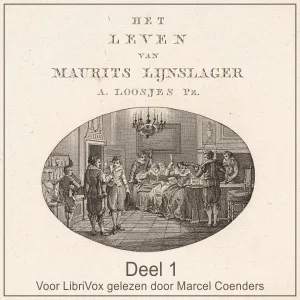 HET
LEVEN
VAN
MAURITS LIJNSLAGER
A. LOOSJES Pz.
Deel 1
Voor LibriVox gelezen door Marcel Coenders